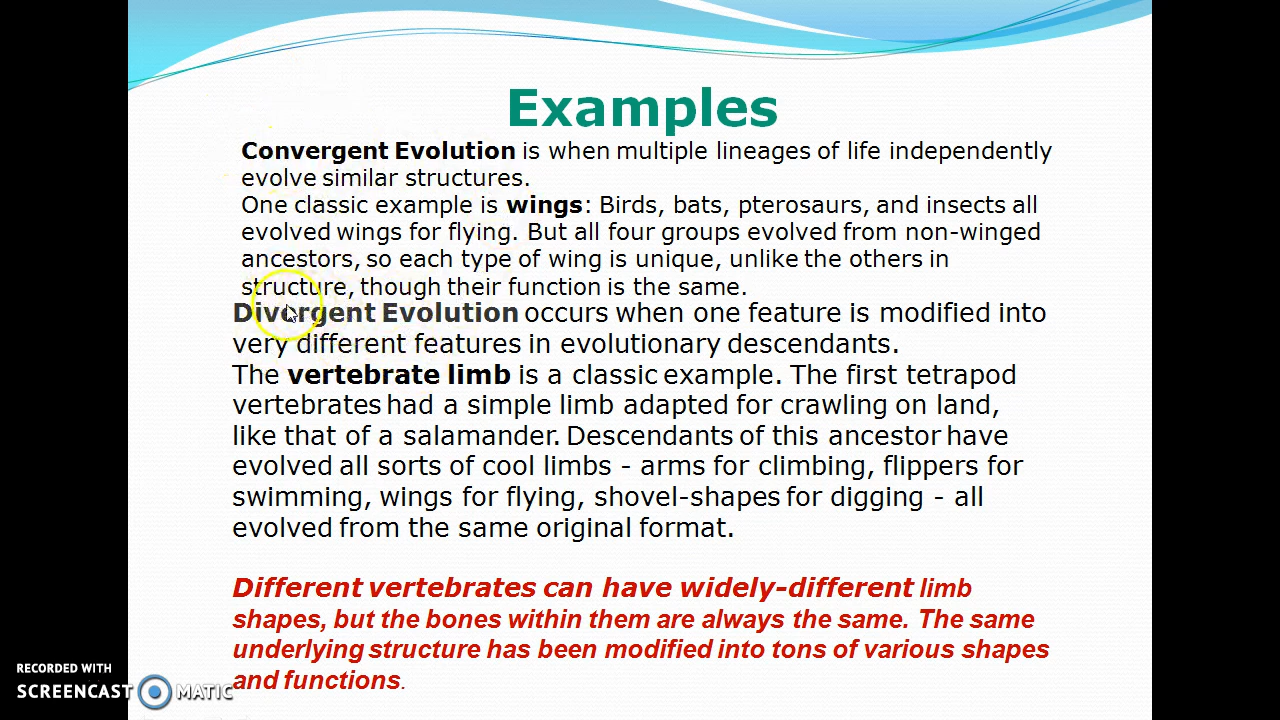 Examples
Convergent Evolution is when multiple lineages of life independently
evolve similar structures.
One classic example is wings: Birds, bats, pterosaurs, and insects all
evolved wings for flying. But all four groups evolved from non-winged
ancestors, so each type of wing is unique, unlike the others in
structure, though their function is the same.
Divergent Evolution occurs when one feature is modified into
very different features in evolutionary descendants.
The vertebrate limb is a classic example. The first tetrapod
vertebrates had a simple limb adapted for crawling on land,
like that of a salamander. Descendants of this ancestor have
evolved all sorts of cool limbs - arms for climbing, flippers for
swimming, wings for flying, shovel-shapes for digging - all
evolved from the same original format.
Different vertebrates can have widely-different limb
shapes, but the bones within them are always the same. The same
underlying structure has been modified into tons of various shapes
and functions.
RECORDED WITH
SCREENCAST MATIC